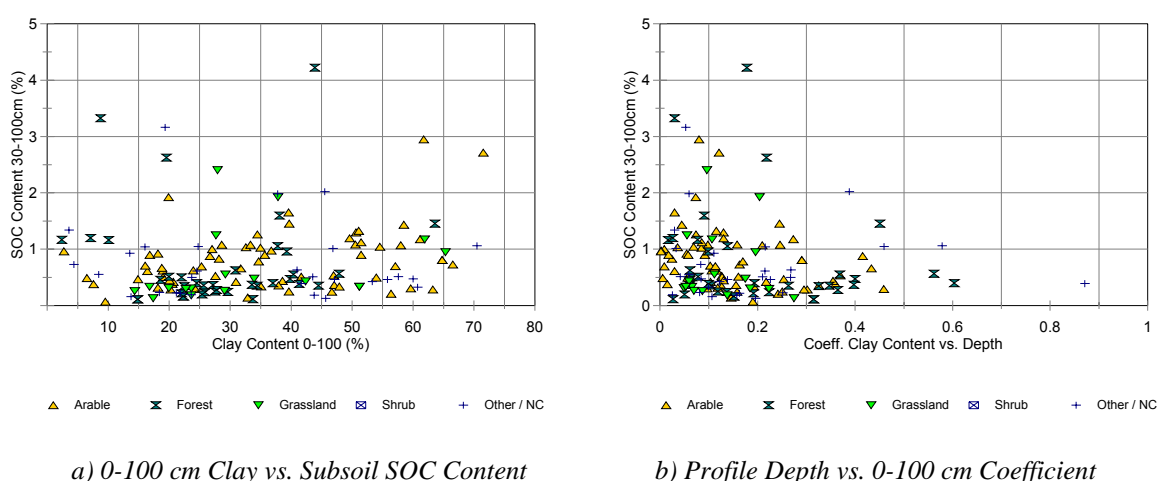 5
4
3
2
1
0
SOC Content 30-100cm (%)
10 20 30 40 50 60 70 80
Clay Content 0-100 (%)
Arable Forest Grassland Shrub Other / NC
a) 0-100 cm Clay vs. Subsoil SOC Content
5
4
3
2
1
0
SOC Content 30-100cm (%)
0 0.2 0.4 0.6 0.8 1
Coeff. Clay Content vs. Depth
Arable Forest Grassland Shrub Other / NC
b) Profile Depth vs. 0-100 cm Coefficient